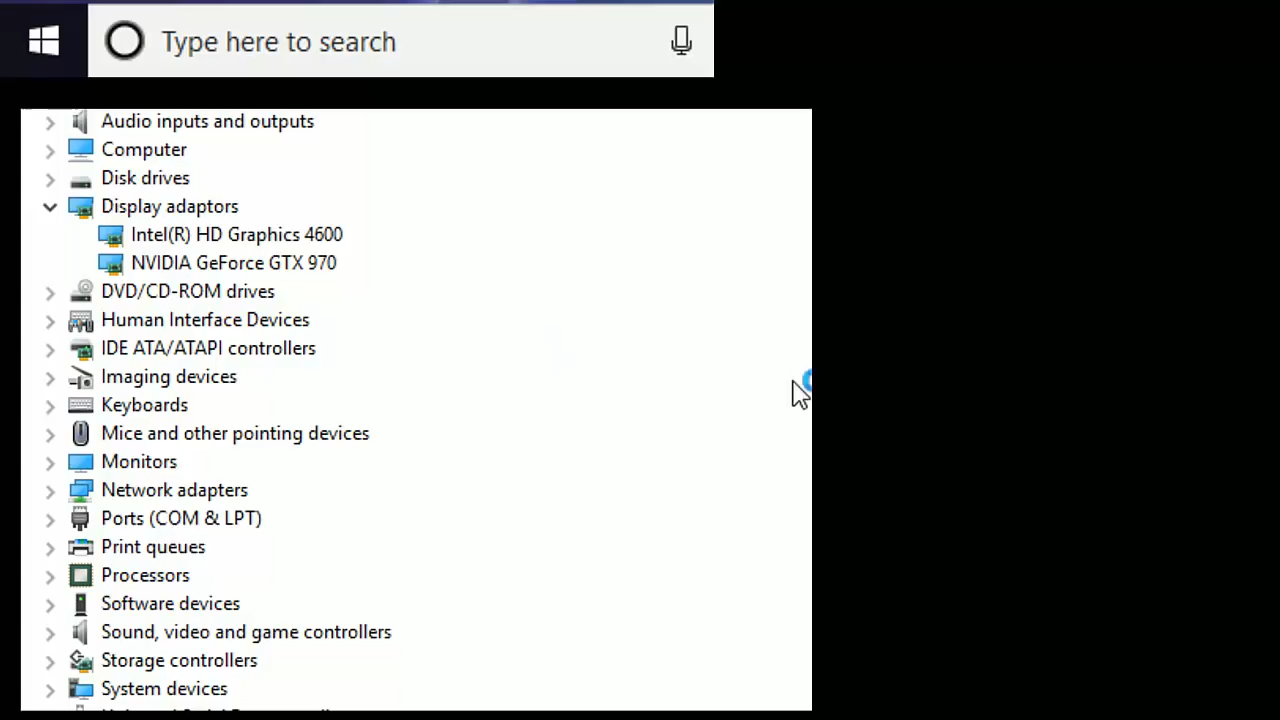 Type here to search
Audio inputs and outputs
Computer
Disk drives
Display adaptors
Intel(R) HD Graphics 4600
NVIDIA GeForce GTX 970
DVD/CD-ROM drives
Human Interface Devices
IDE ATA/ATAPI controllers
Imaging devices
Keyboards
Mice and other pointing devices
Monitors
Network adapters
Ports (COM & LPT)
Print queues
Processors
Software devices
Sound, video and game controllers
Storage controllers
System devices